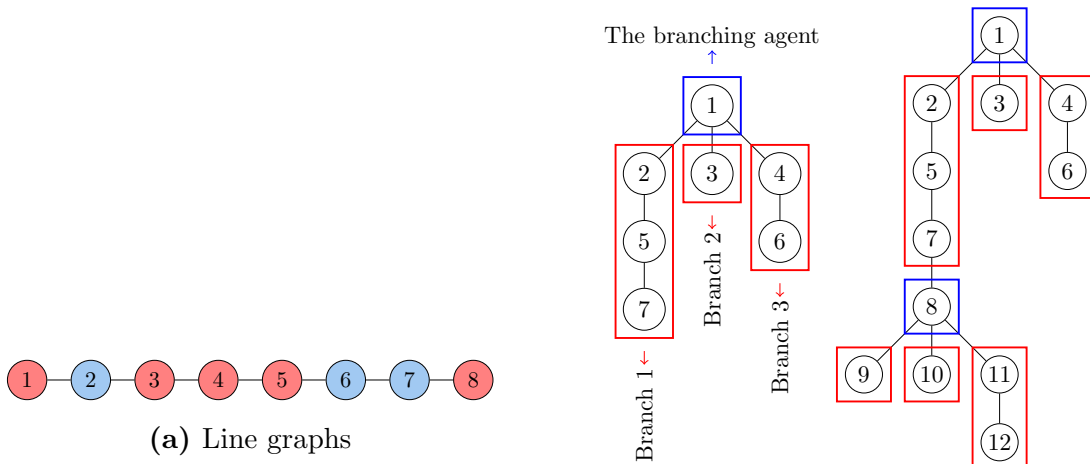 1 2 3 4 5 6 7 8
(a) Line graphs
The branching agent
↑
1
2 3 4
5 6
7
Branch 1
Branch 2
Branch 3
1
2 3 4
5 6
7
8
9 10 11
12